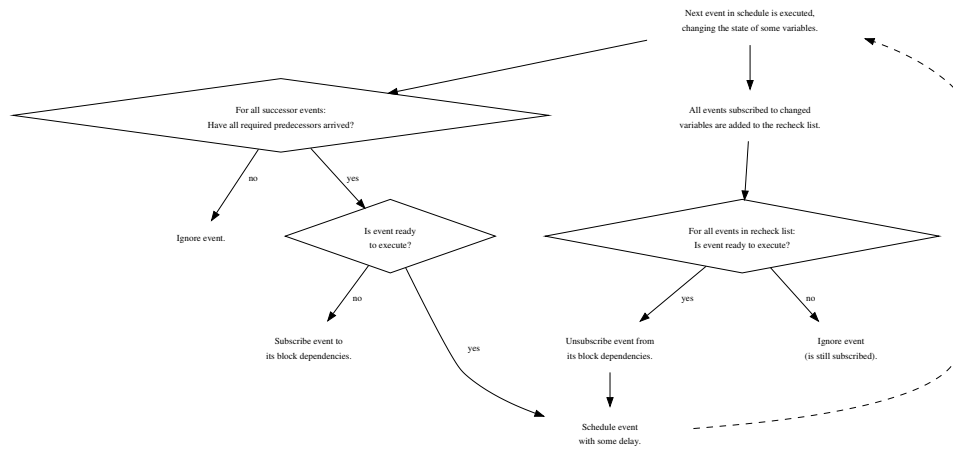 Next event in schedule is executed,
changing the state of some variables.
For all successor events:
Have all required predecessors arrived?
All events subscribed to changed
variables are added to the recheck list.
no
yes
Ignore event.
Is event ready
to execute?
For all events in recheck list:
Is event ready to execute?
no
yes
yes
no
Subscribe event to
its block dependencies.
Unsubscribe event from
its block dependencies.
Ignore event
(is still subscribed).
Schedule event
with some delay.